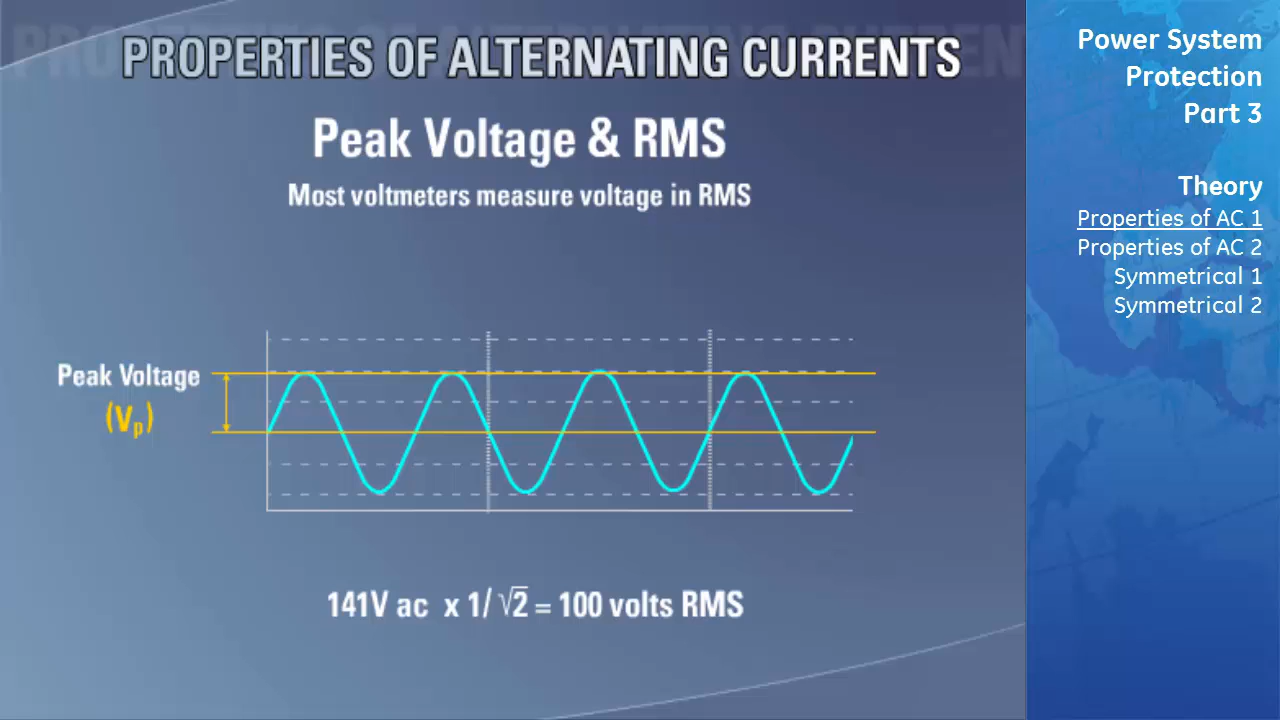 PROPERTIES OF ALTERNATING CURRENTS
Peak Voltage & RMS
Most voltmeters measure voltage in RMS
Peak Voltage
(Vp)
141V ac x 1/ √2 = 100 volts RMS
Power System
Protection
Part 3
Theory
Properties of AC 1
Properties of AC 2
Symmetrical 1
Symmetrical 2